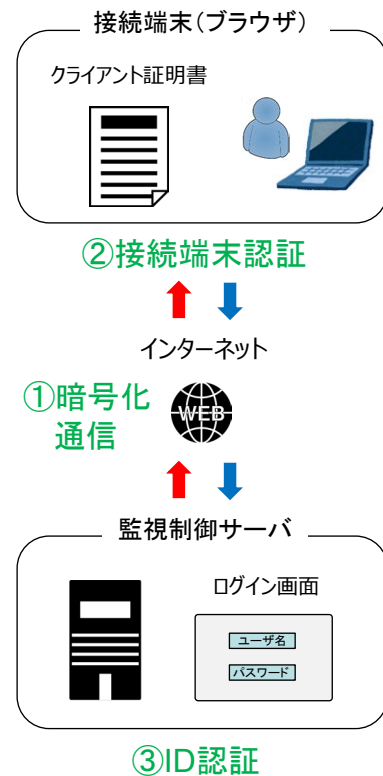 接続端末(ブラウザ)
クライアント証明書
②接続端末認証
インターネット
①暗号化
通信
WEB
監視制御サーバ
ログイン画面
ユーザ名
パスワード
③ID認証